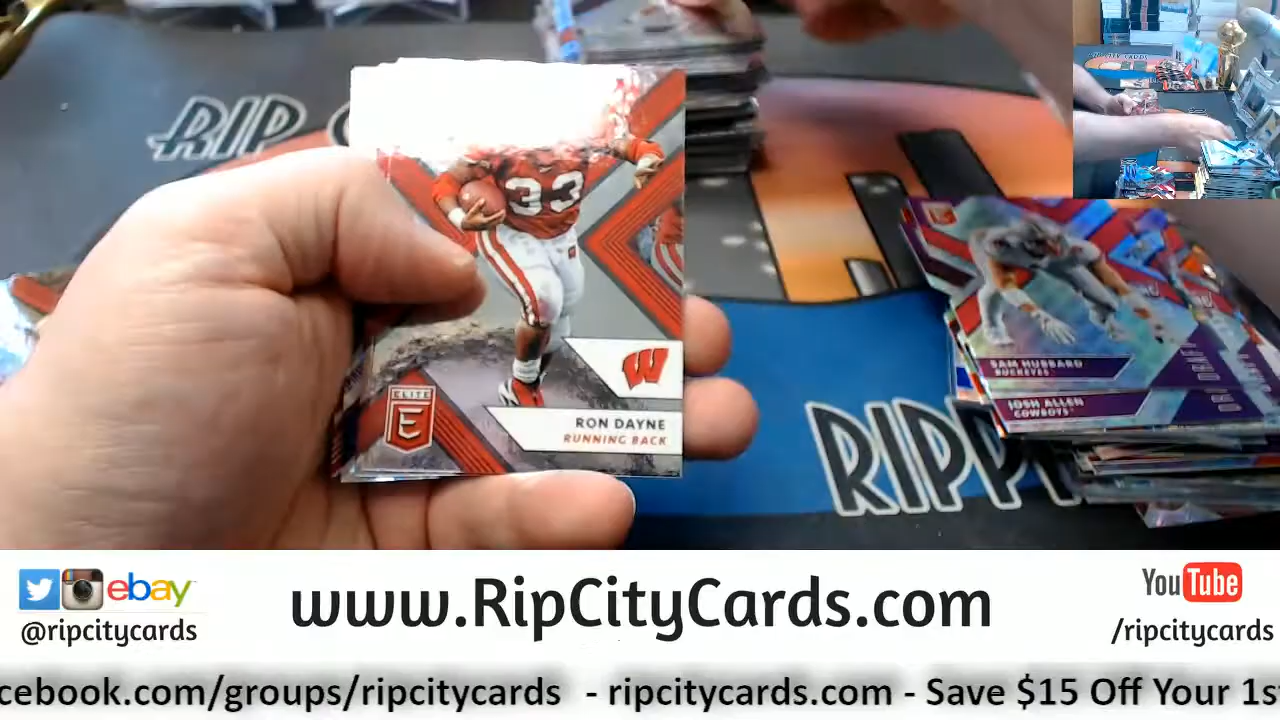 RIP
33
W
ELITE
E
RON DAYNE
RUNNING BACK
SAM HUBBARD
BUCKEYES
JOSH ALLEN
COWBOYS
RIPP
ebay
@ripcitycards
www.RipCityCards.com
YouTube
/ripcitycards
cebook.com/groups/ripcitycards - ripcitycards.com - Save $15 Off Your 1s